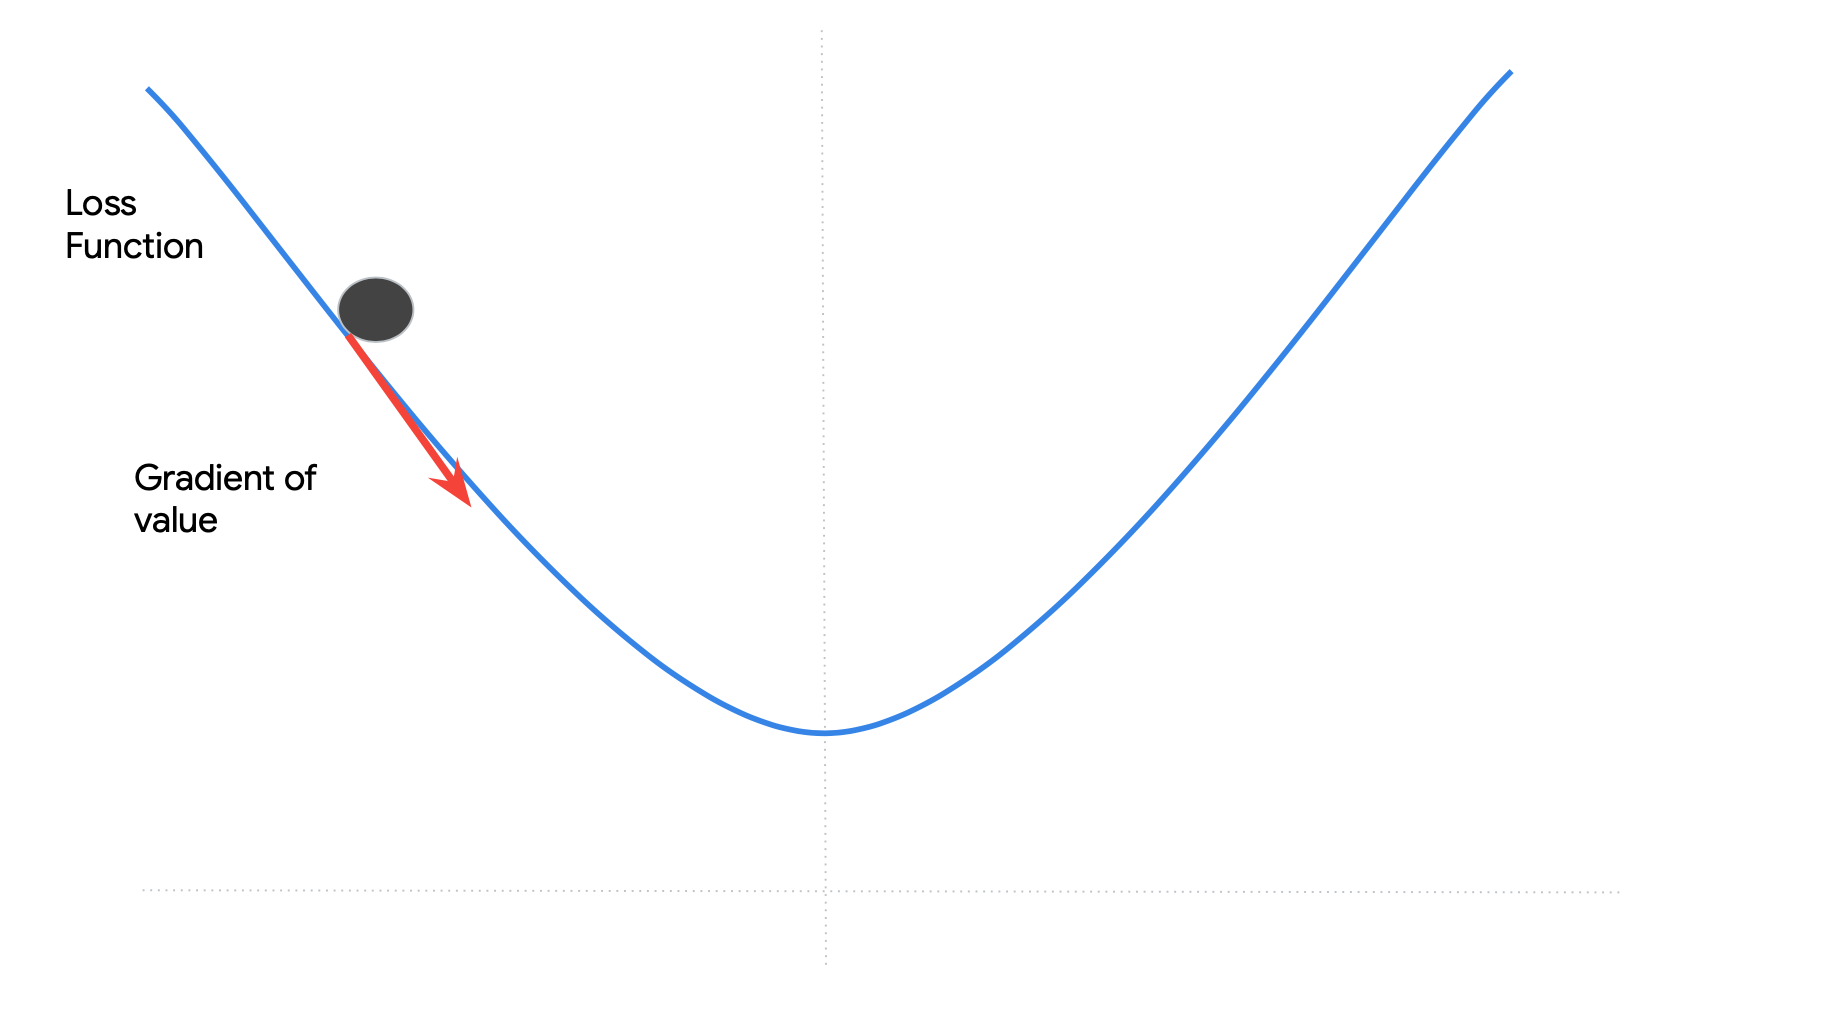 Loss
Function
Gradient of
value